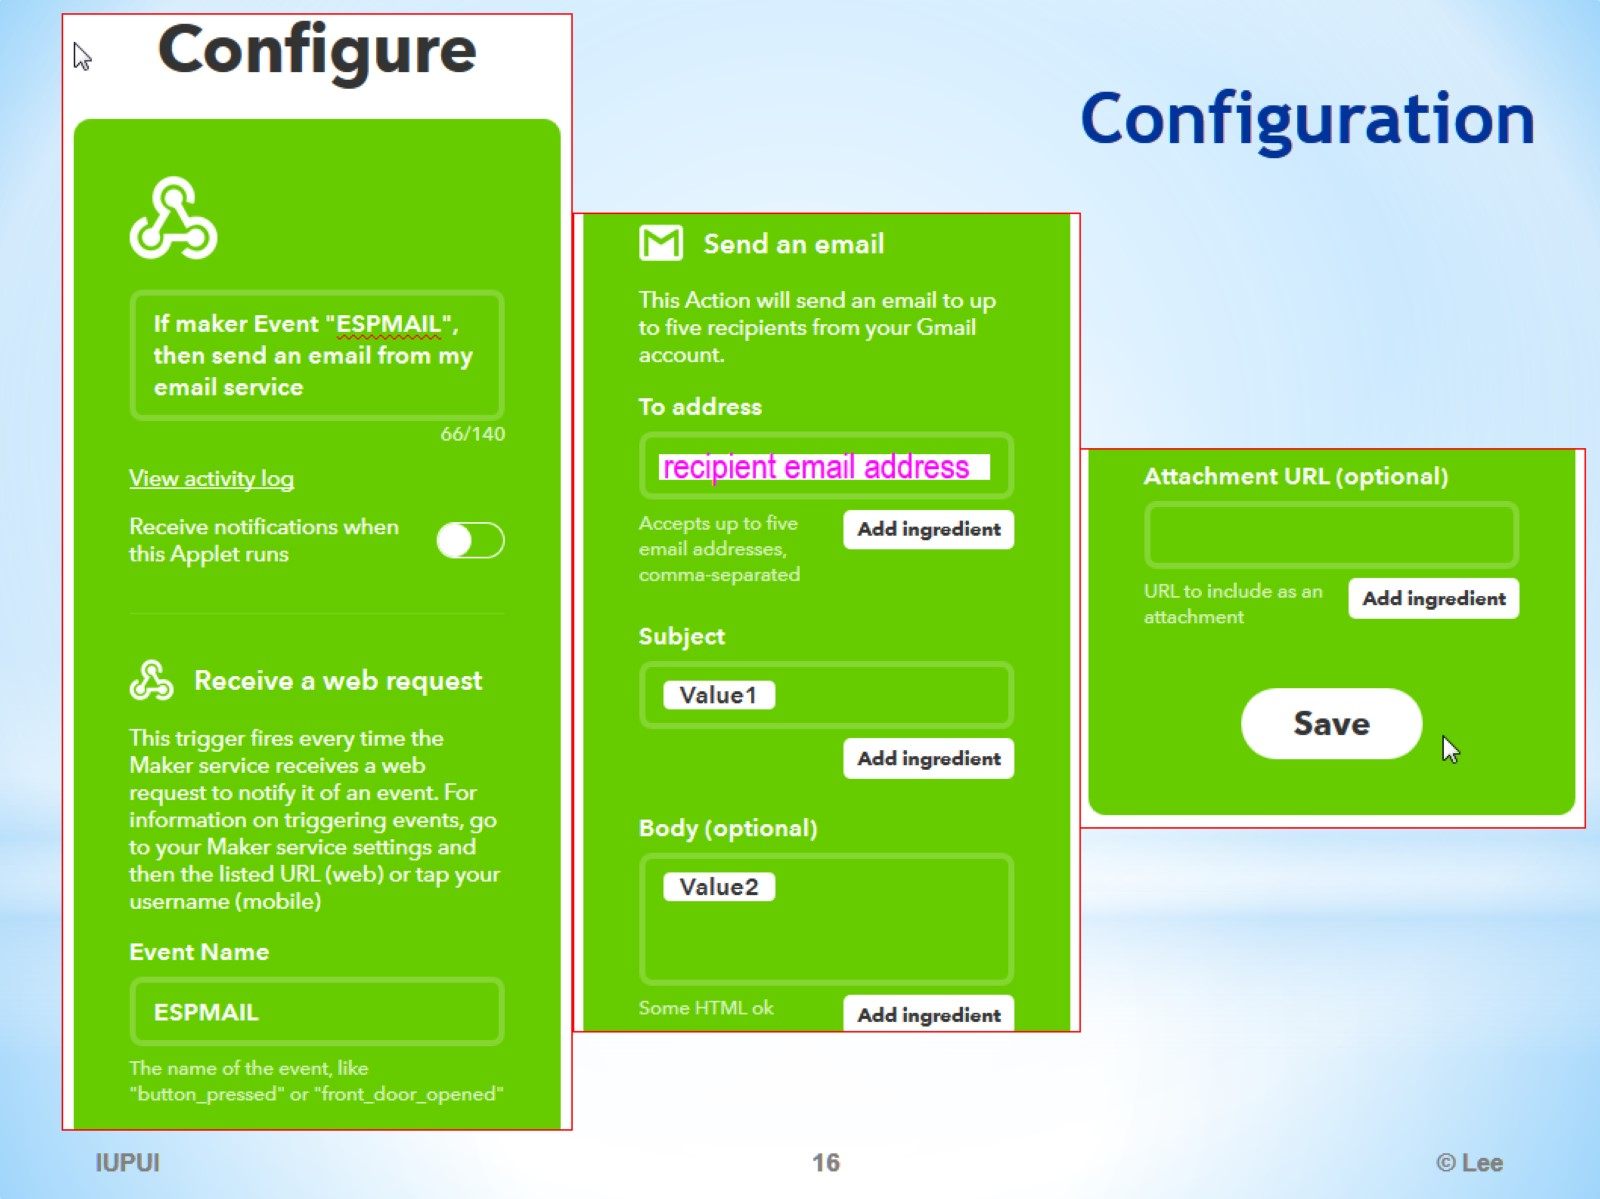 Configure
Configuration
If maker Event "ESPMAIL",
then send an email from my
email service
66/140
View activity log
Receive notifications when
this Applet runs
Receive a web request
This trigger fires every time the
Maker service receives a web
request to notify it of an event. For
information on triggering events, go
to your Maker service settings and
then the listed URL (web) or tap your
username (mobile)
Event Name
ESPMAIL
The name of the event, like
"button_pressed" or "front_door_opened"
Send an email
This Action will send an email to up
to five recipients from your Gmail
account.
To address
recipient email address
Accepts up to five
email addresses,
comma-separated
Add ingredient
Subject
Value1
Add ingredient
Body (optional)
Value2
Some HTML ok
Add ingredient
Attachment URL (optional)
URL to include as an
attachment
Add ingredient
Save
IUPUI
16
© Lee